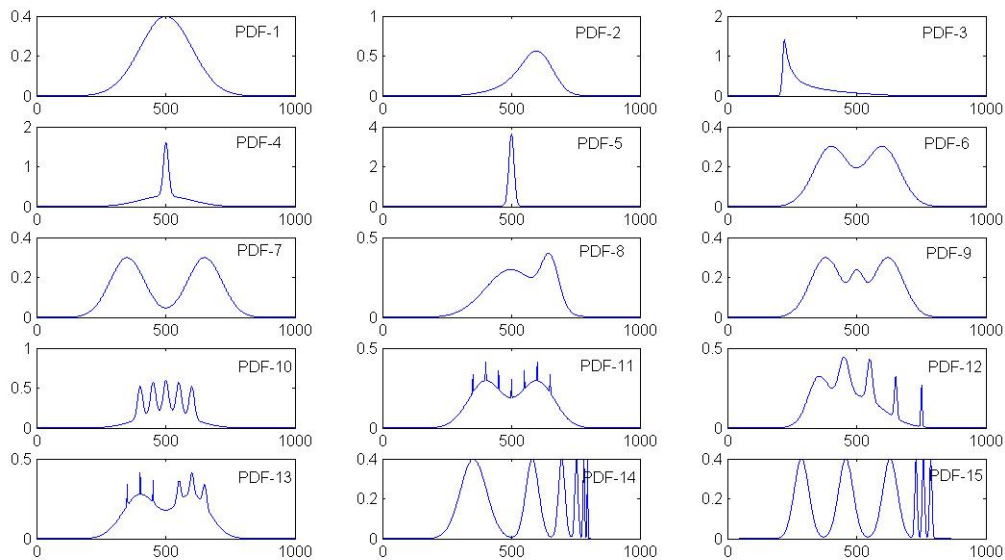 0.4 PDF-1
0.2
0
0 500 1000
1 PDF-2
0.5
0
0 500 1000
2 PDF-3
1
0
0 500 1000
2 PDF-4
1
0
0 500 1000
4 PDF-5
2
0
0 500 1000
0.4 PDF-6
0.2
0
0 500 1000
0.4 PDF-7
0.2
0
0 500 1000
0.5 PDF-8
0
0 500 1000
0.4 PDF-9
0.2
0
0 500 1000
1 PDF-10
0.5
0
0 500 1000
0.5 PDF-11
0
0 500 1000
0.5 PDF-12
0
0 500 1000
0.5 PDF-13
0
0 500 1000
0.4 PDF-14
0.2
0
0 500 1000
0.4 PDF-15
0.2
0
0 500 1000